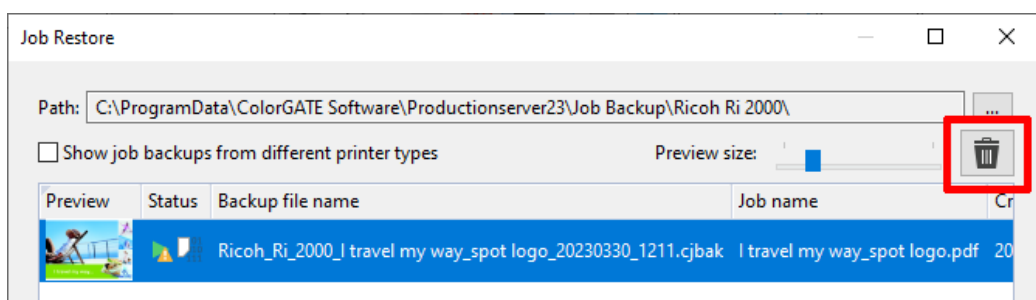 Job Restore
Path: C:\ProgramData\ColorGATE Software\Productionserver23\Job Backup\Ricoh Ri 2000\ ...
Show job backups from different printer types Preview size:
Preview Status Backup file name Job name Cr
Ricoh_Ri_2000_I travel my way_spot logo_20230330_1211.cjbak I travel my way_spot logo.pdf 20